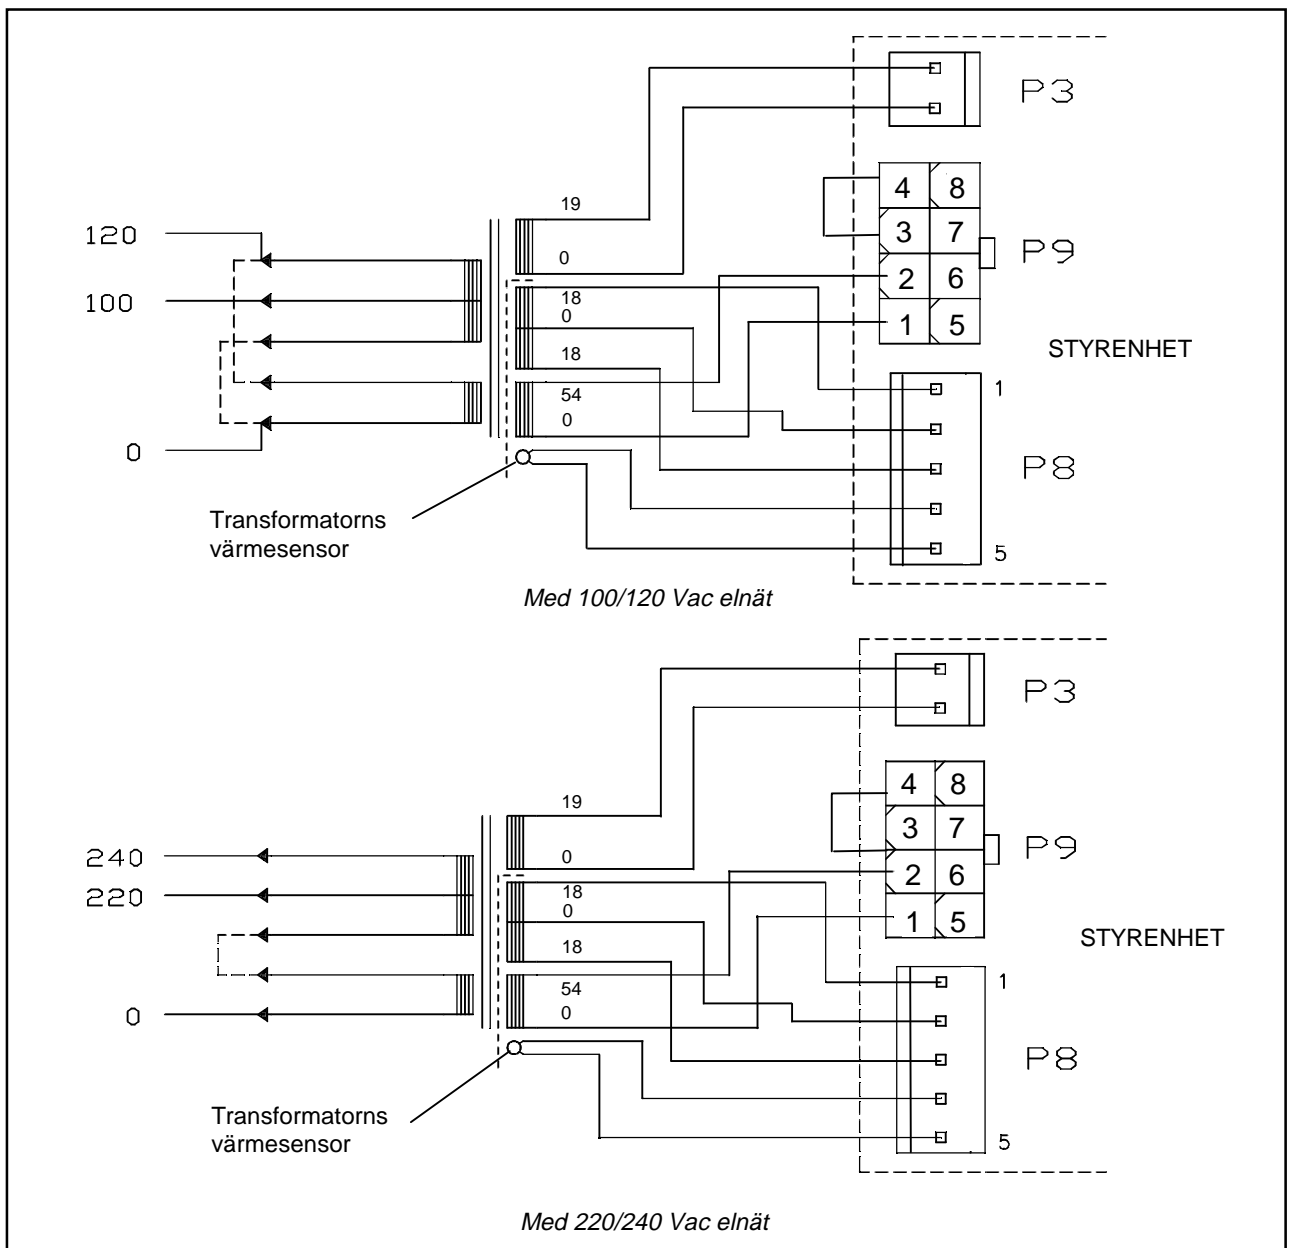 P3
19
4 8
120
3 7
0
P9
2 6
100
18
0
1 5
STYRENHET
18
1
54
0
0
P8
Transformatorns
värmesensor
5
Med 100/120 Vac elnät
P3
4 8
19
3 7
240
0
P9
2 6
220
18
0
1 5
STYRENHET
18
1
54
0
0
P8
Transformatorns
värmesensor
5
Med 220/240 Vac elnät